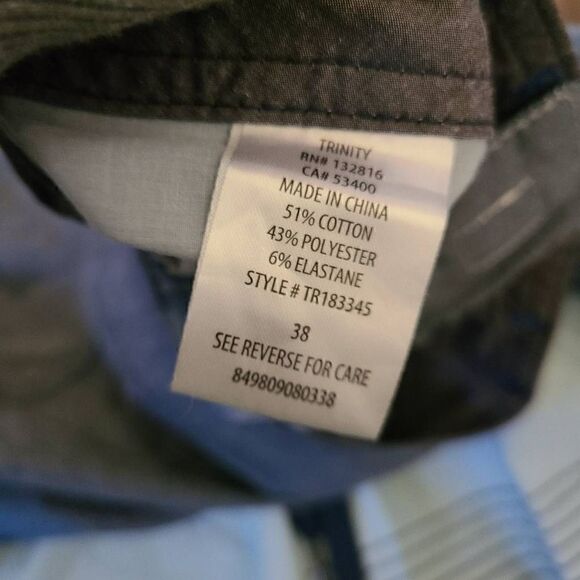 TRINITY
RN# 132816
CA# 53400
MADE IN CHINA
51% COTTON
43% POLYESTER
6% ELASTANE
STYLE # TR183345
38
SEE REVERSE FOR CARE
849809080338